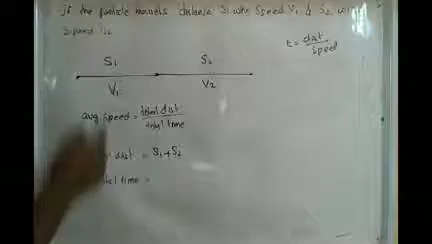 If the particle travels distance S1 with speed V1 & S2 with
speed V2
t = dist/speed
S1 S2
V1 V2
avg speed = total dist/total time
dist = S1+S2
time =